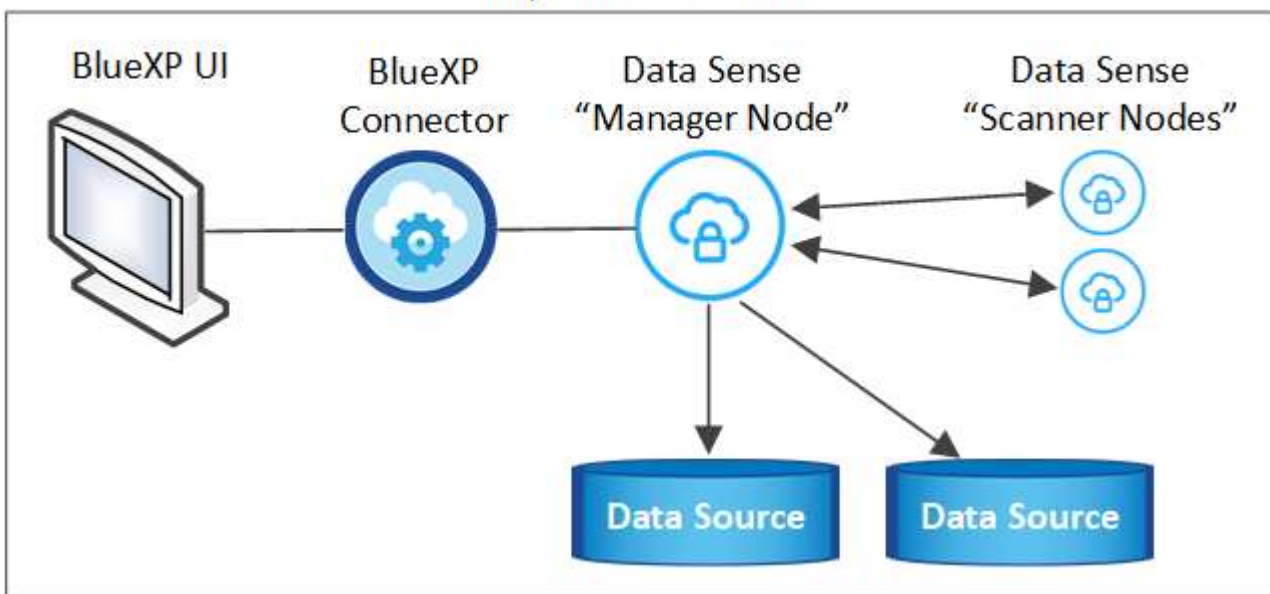 BlueXP UI
BlueXP
Connector
Data Sense
“Manager Node”
Data Sense
“Scanner Nodes”
Data Source
Data Source